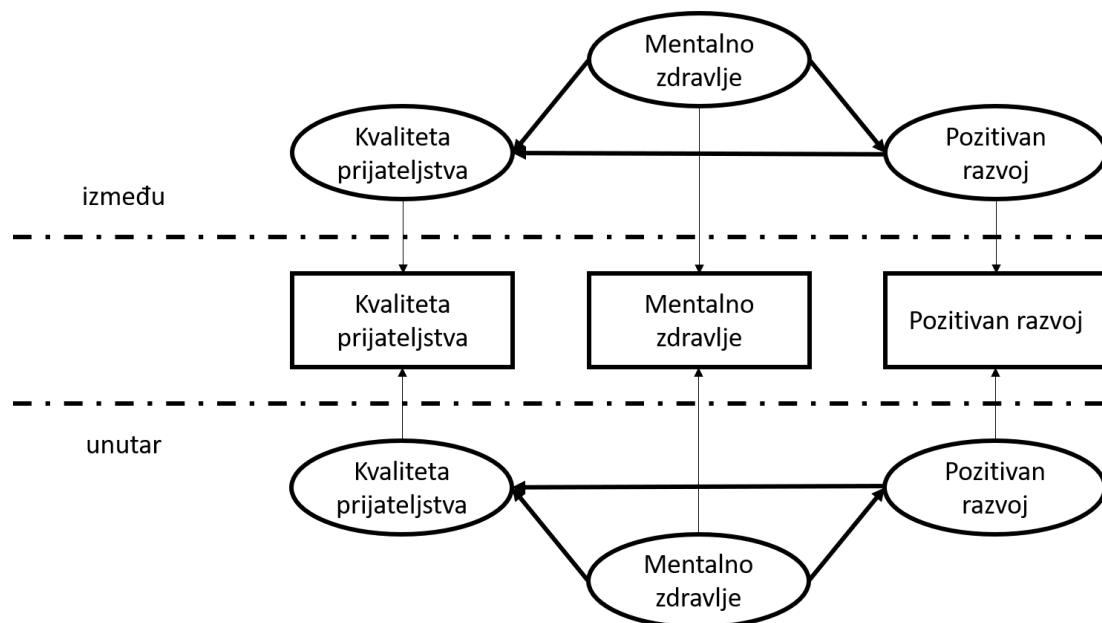 Mentalno
zdravlje
Kvaliteta
prijateljstva
Pozitivan
razvoj
između
Kvaliteta
prijateljstva
Mentalno
zdravlje
Pozitivan razvoj
unutar
Kvaliteta
prijateljstva
Pozitivan
razvoj
Mentalno
zdravlje